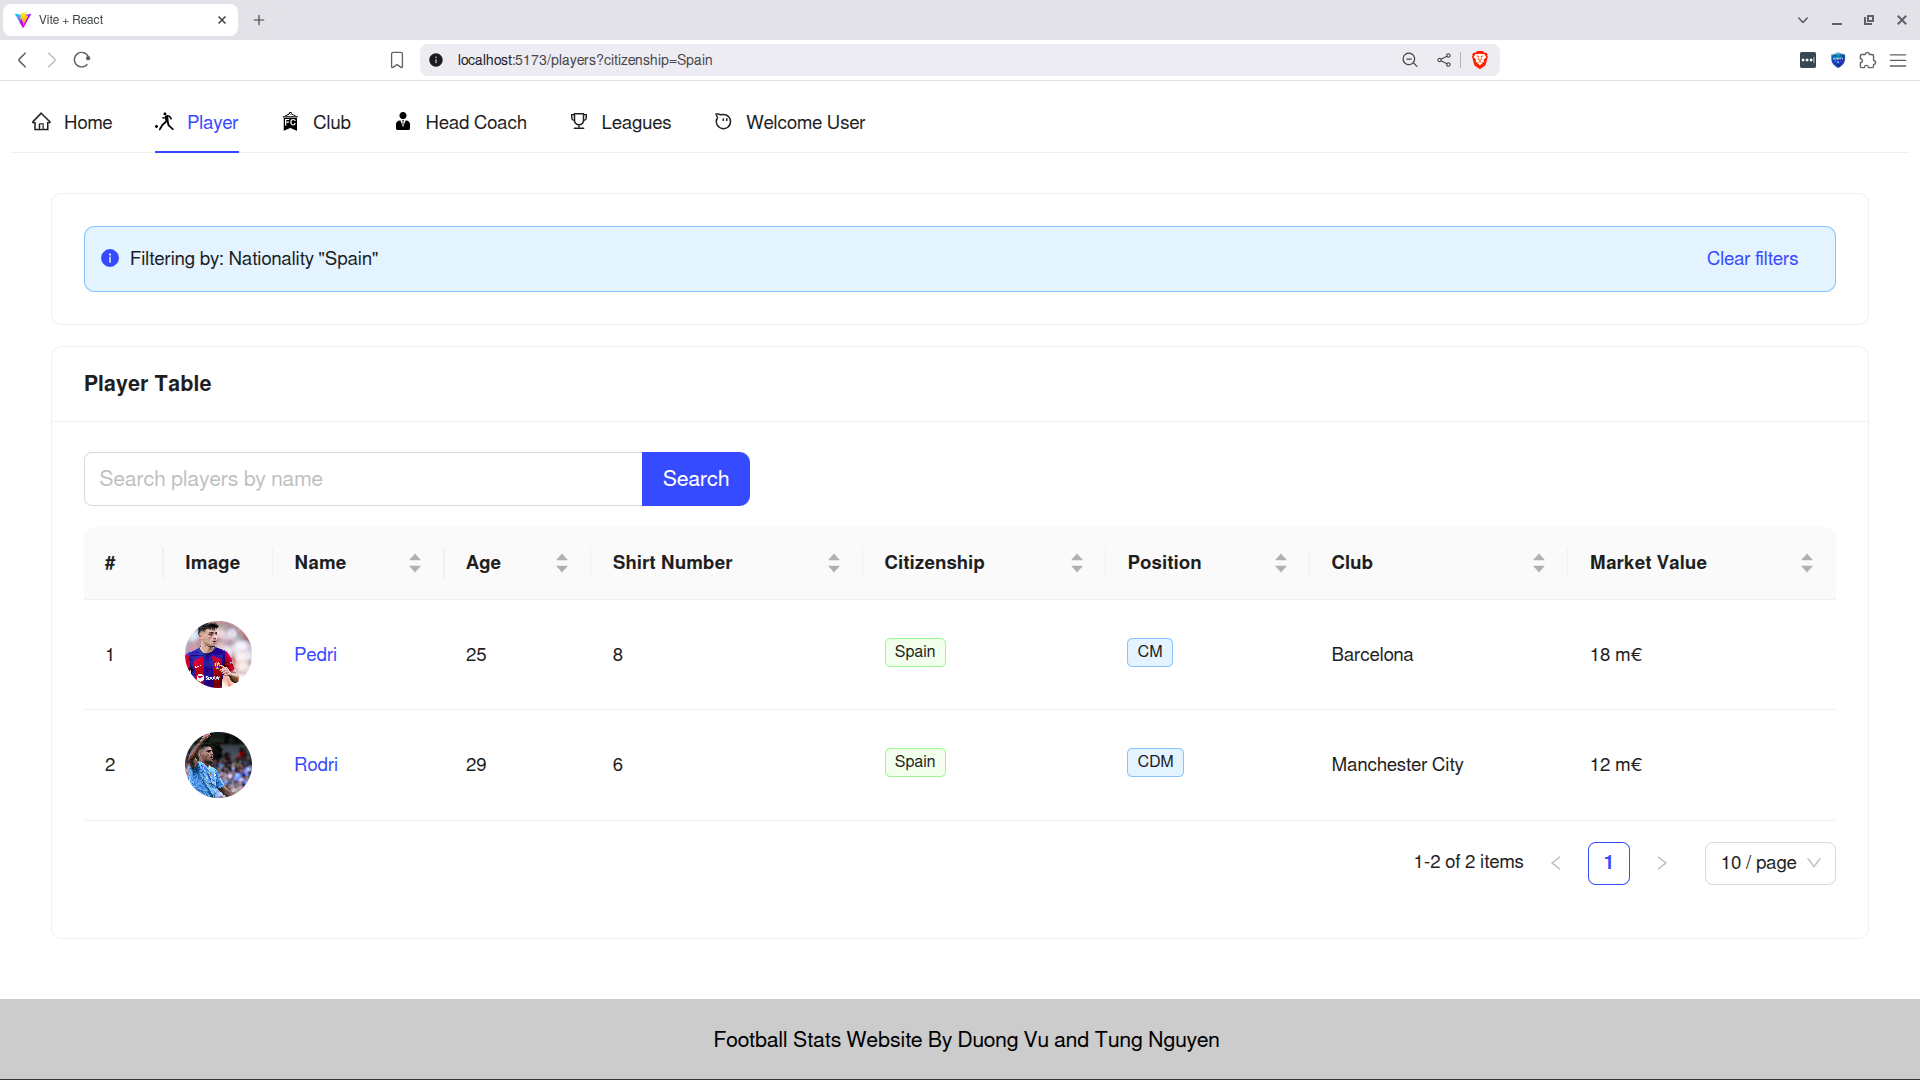 Vite + React
localhost:5173/players?citizenship=Spain
Home Player Club Head Coach Leagues Welcome User
Filtering by: Nationality "Spain" Clear filters
Player Table
Search players by name Search
# Image Name Age Shirt Number Citizenship Position Club Market Value
1 Pedri 25 8 Spain CM Barcelona 18 m€
2 Rodri 29 6 Spain CDM Manchester City 12 m€
1-2 of 2 items 1 10 / page
Football Stats Website By Duong Vu and Tung Nguyen